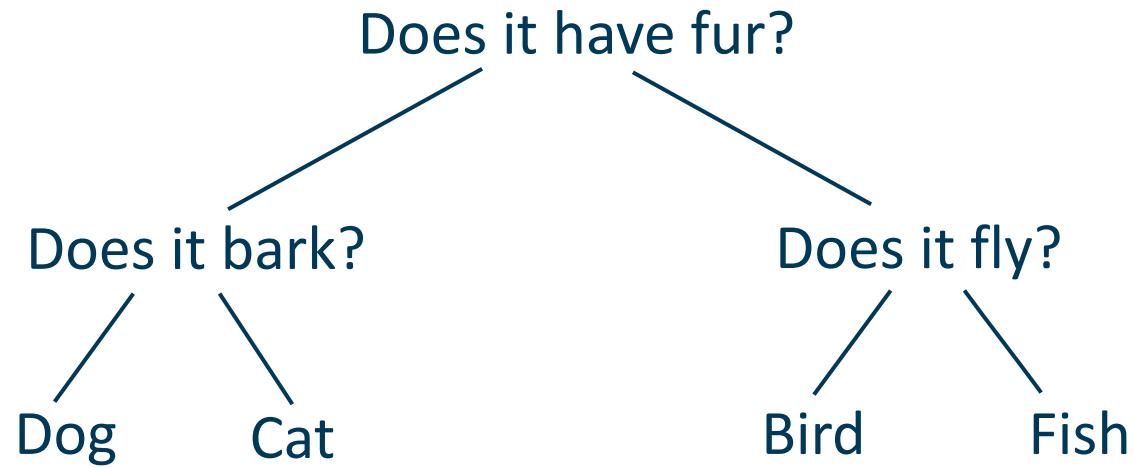 Does it have fur?
Does it bark?
Does it fly?
Dog
Cat
Bird
Fish